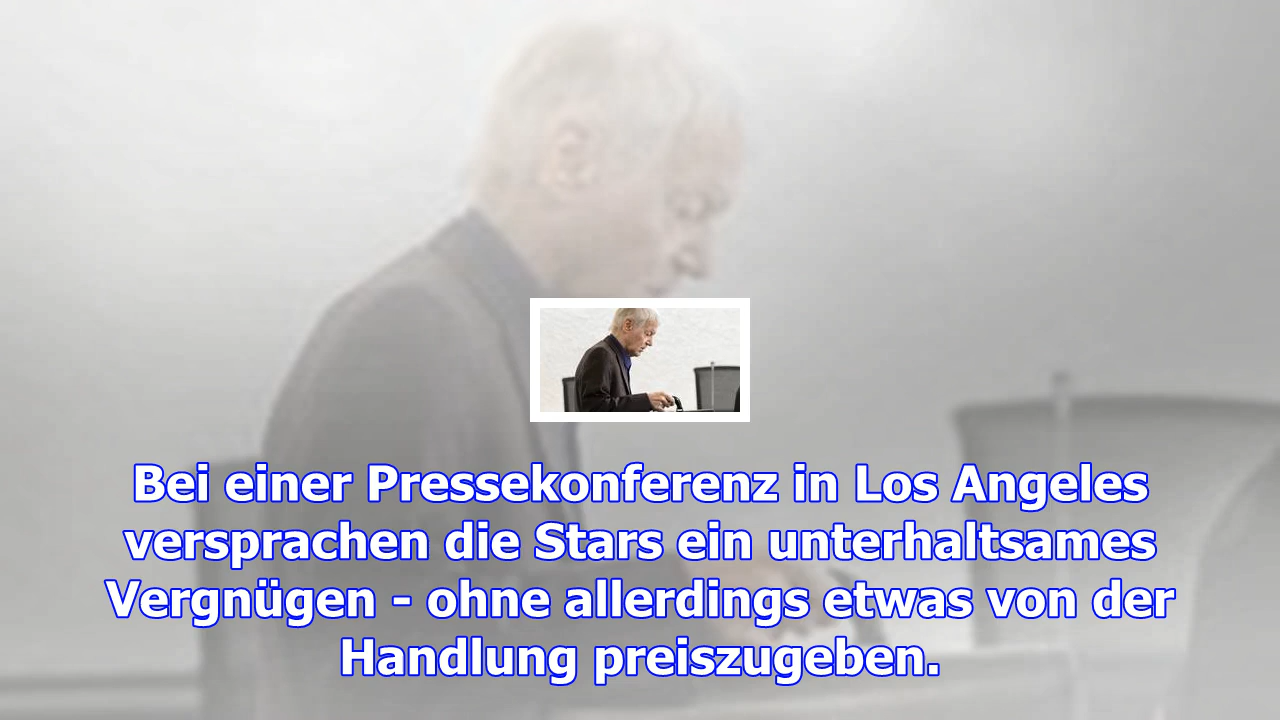 Bei einer Pressekonferenz in Los Angeles
versprachen die Stars ein unterhaltsames
Vergnügen - ohne allerdings etwas von der
Handlung preiszugeben.